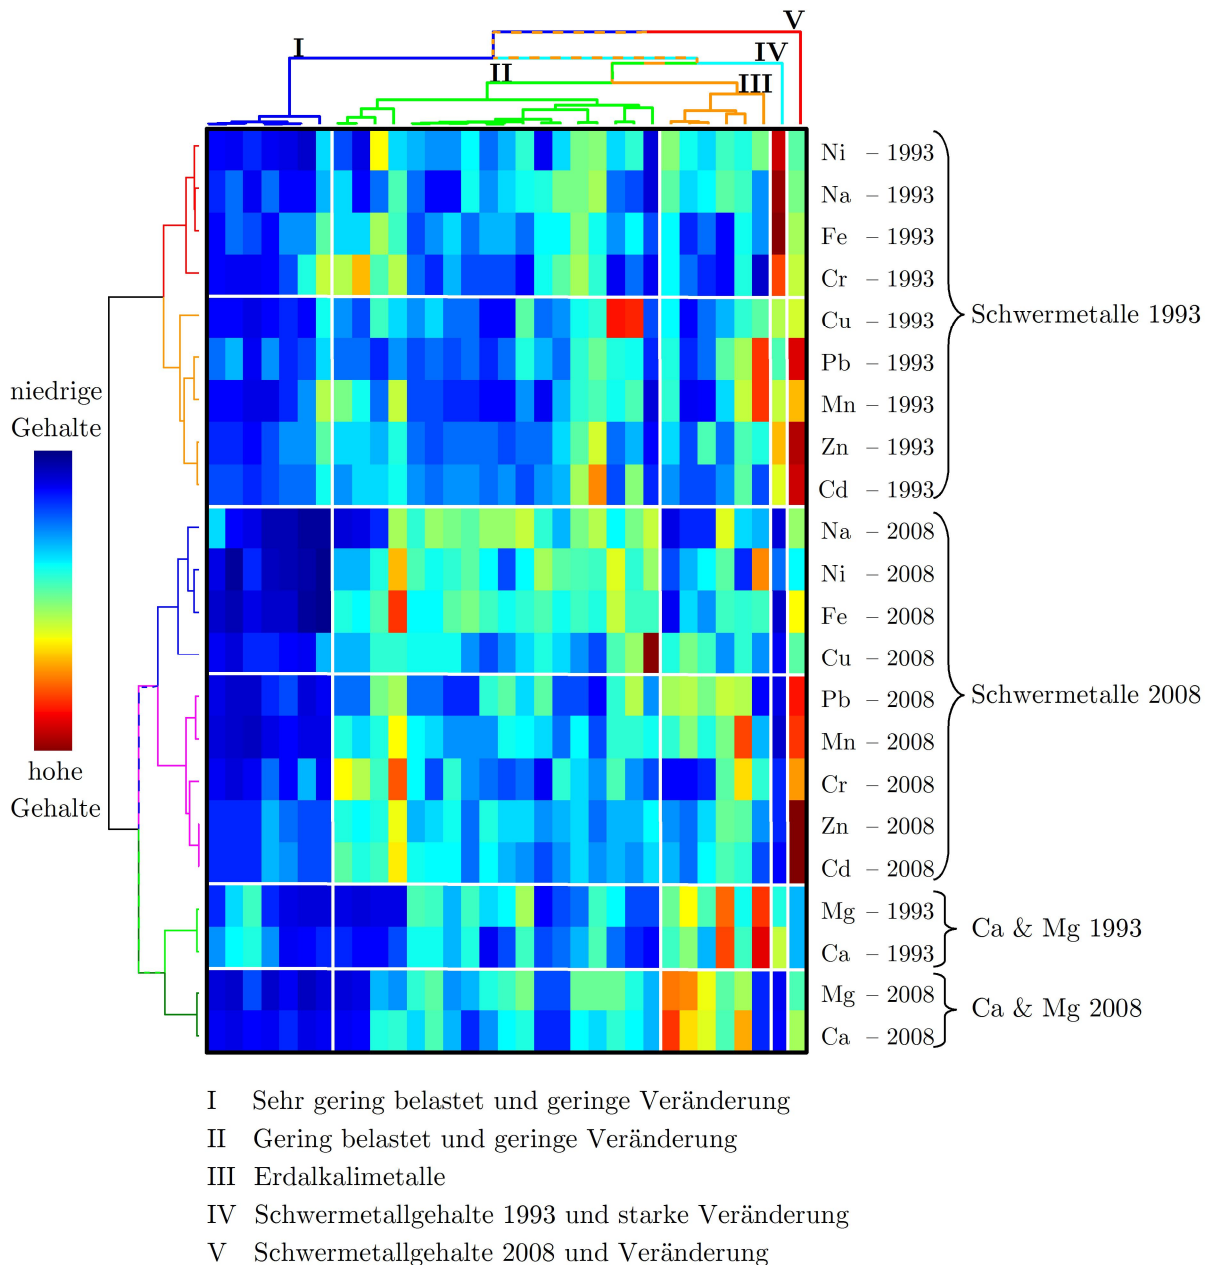 V
I
IV
II
III
Ni – 1993
Na – 1993
Fe – 1993
Cr – 1993
Cu – 1993
Schwermetalle 1993
Pb – 1993
niedrige
Gehalte
Mn – 1993
Zn – 1993
Cd – 1993
Na – 2008
Ni – 2008
Fe – 2008
Cu – 2008
Pb – 2008
Schwermetalle 2008
Mn – 2008
hohe
Gehalte
Cr – 2008
Zn – 2008
Cd – 2008
Mg – 1993
Ca & Mg 1993
Ca – 1993
Mg – 2008
Ca & Mg 2008
Ca – 2008
I Sehr gering belastet und geringe Veränderung
II Gering belastet und geringe Veränderung
III Erdalkalimetalle
IV Schwermetallgehalte 1993 und starke Veränderung
V Schwermetallgehalte 2008 und Veränderung